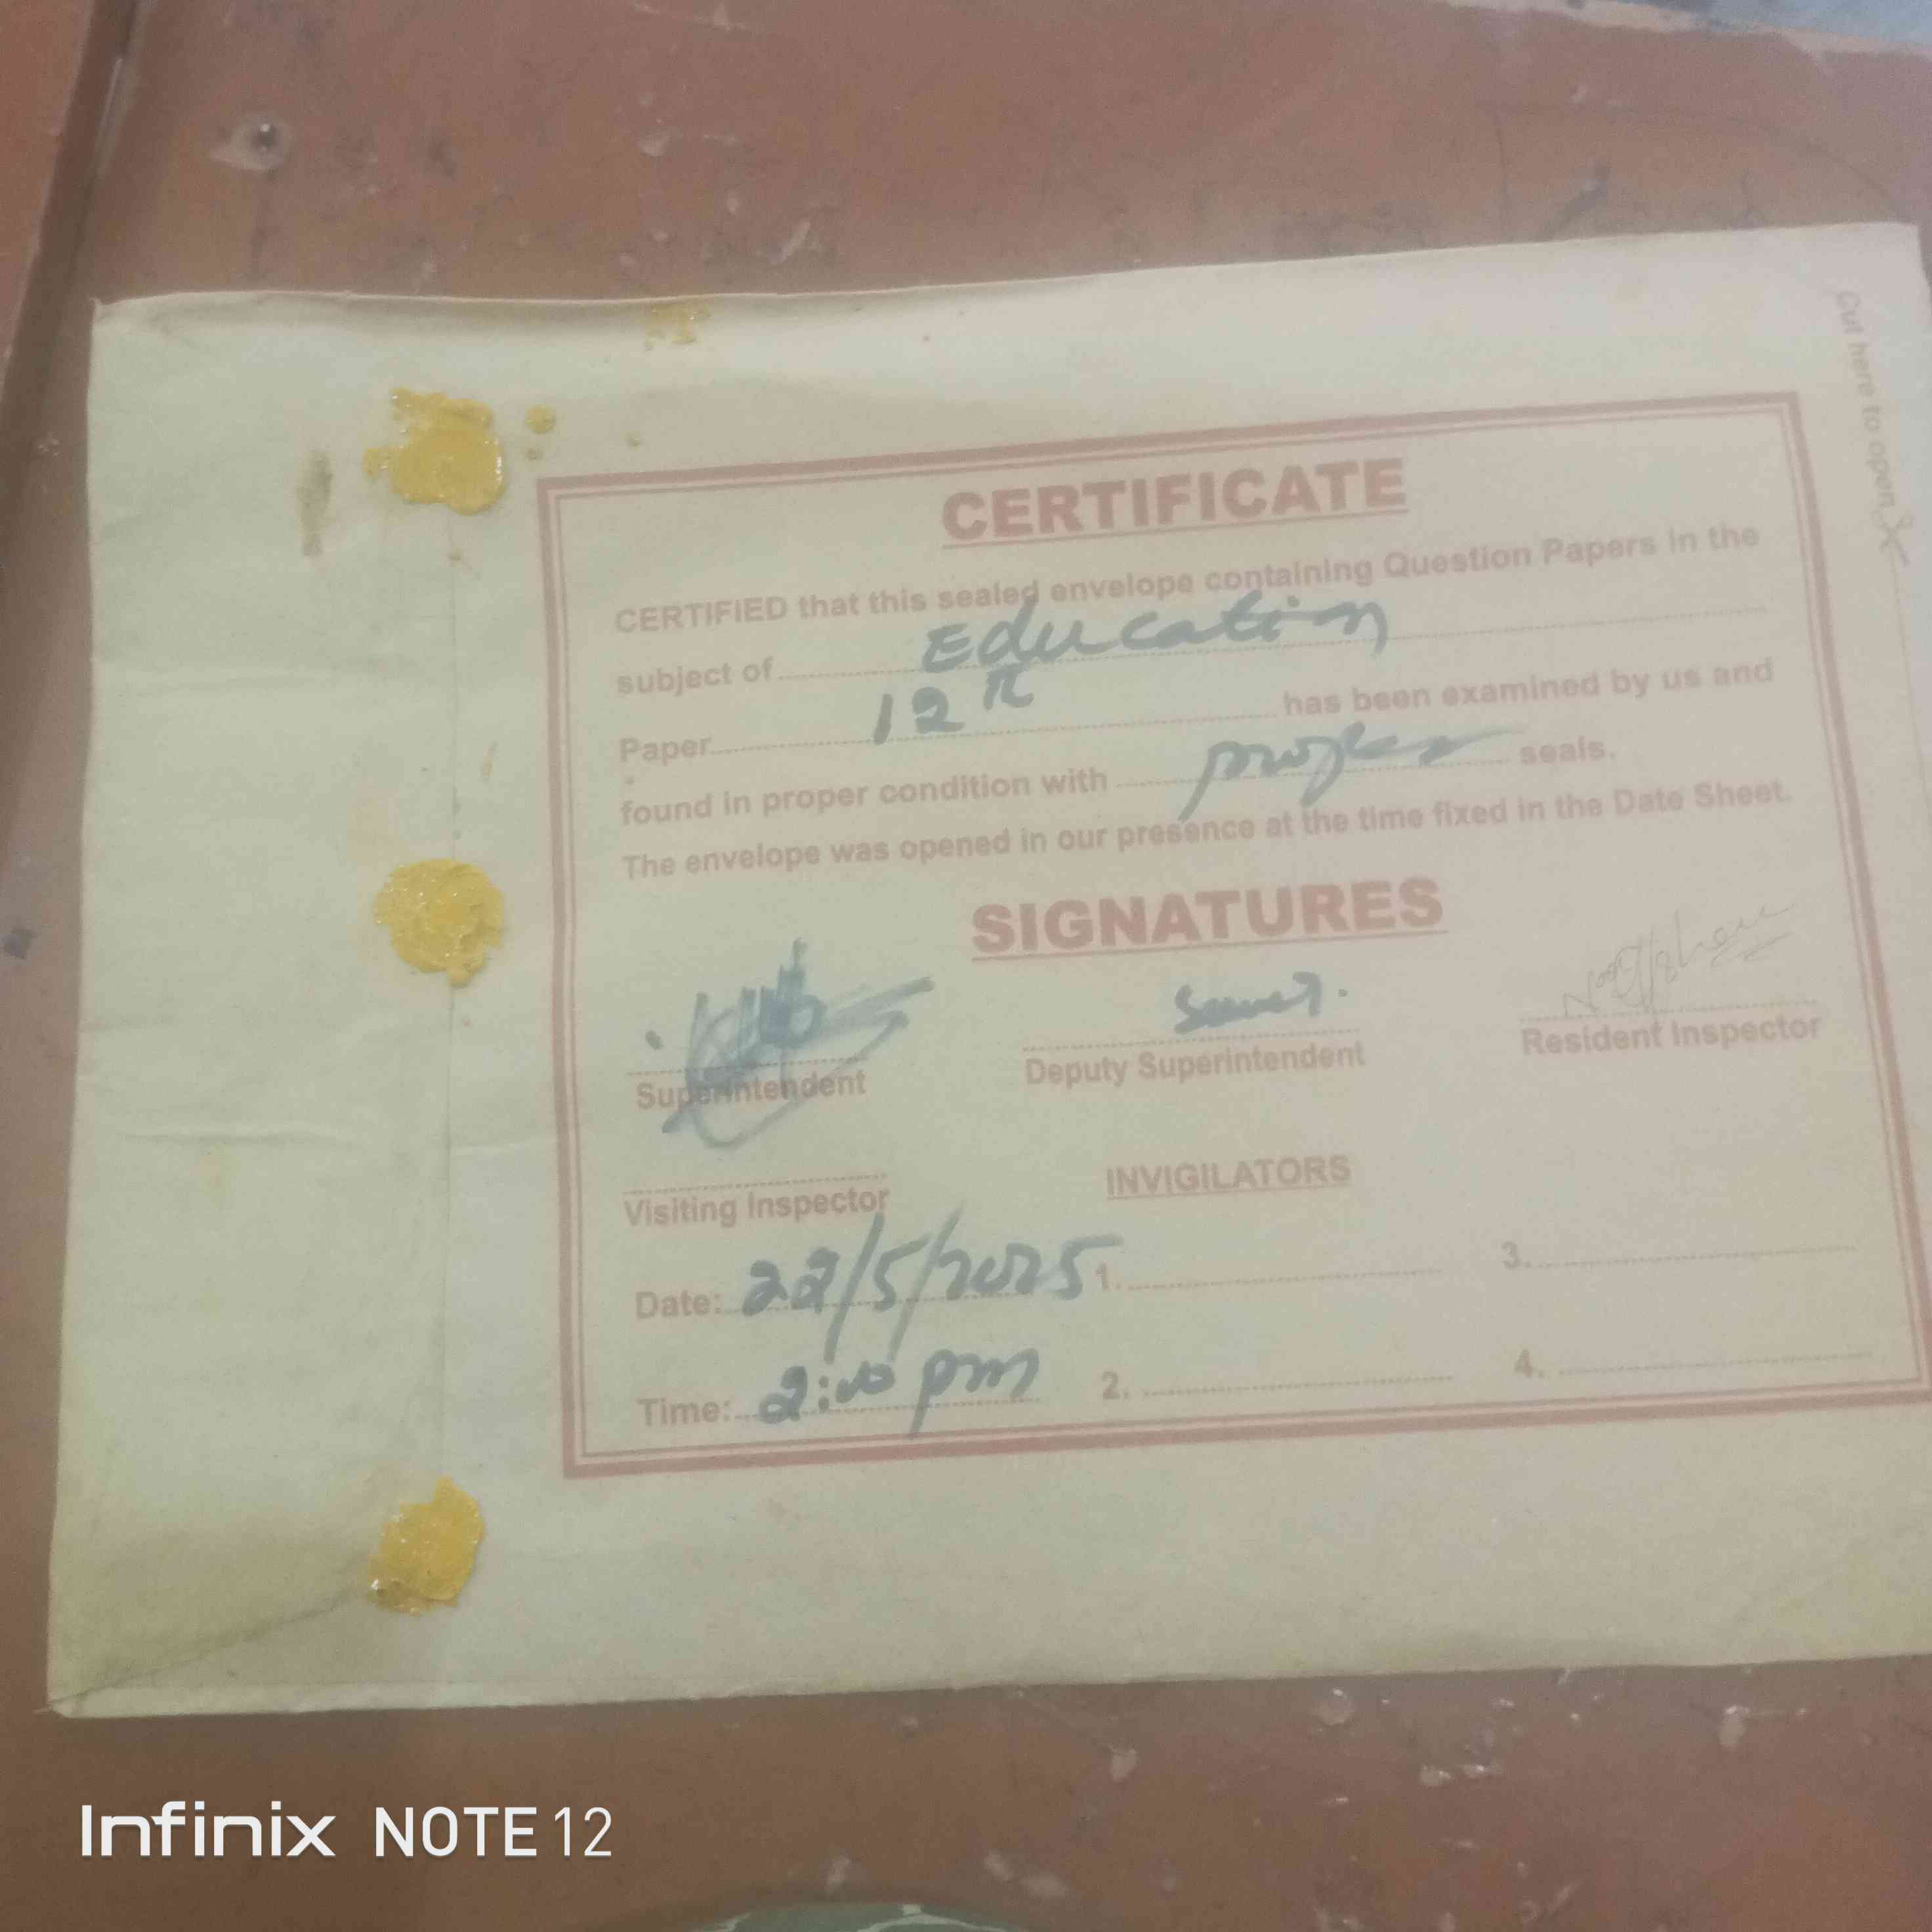 Cut here to open
CERTIFICATE
CERTIFIED that this sealed envelope containing Question Papers in the
subject of Education
Paper 12th has been examined by us and
found in proper condition with proper seals.
The envelope was opened in our presence at the time fixed in the Date Sheet.
SIGNATURES
Superintendent Deputy Superintendent Resident Inspector
Visiting Inspector INVIGILATORS
Date: 22/5/2025 1. 3.
Time: 2:00 pm 2. 4.
Infinix NOTE 12